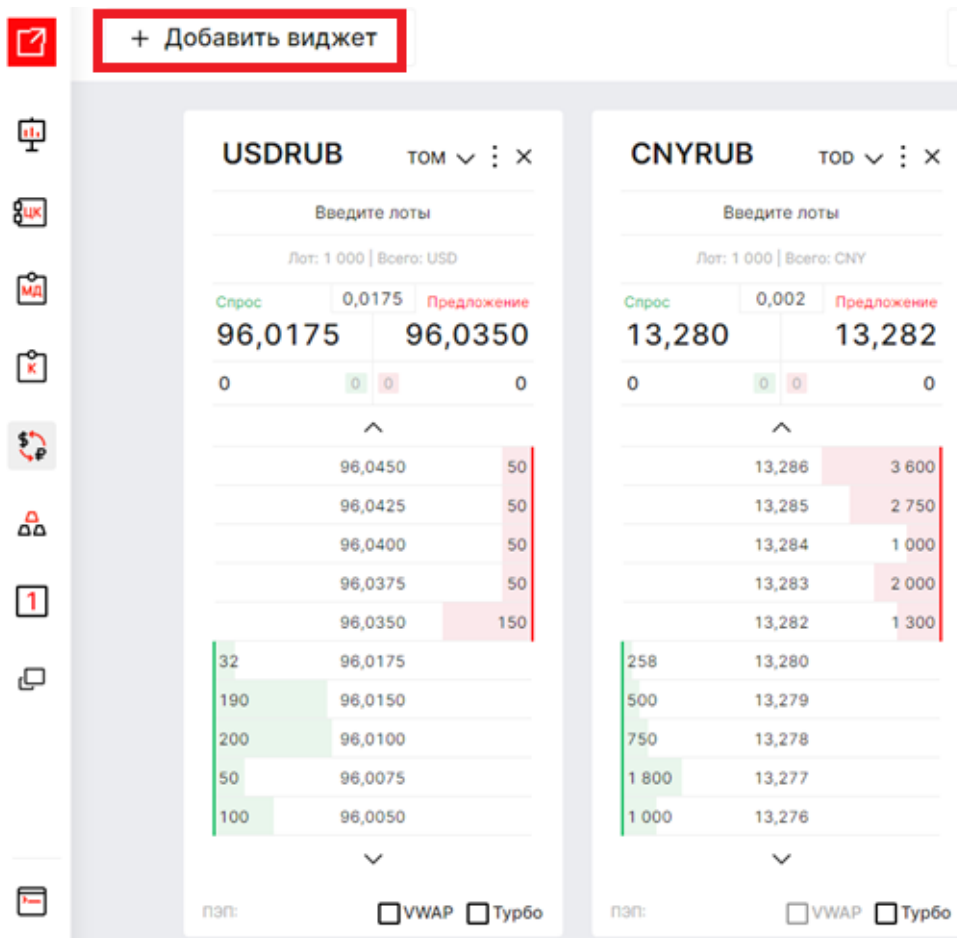 + Добавить виджет
ЦК
МД
К
$ ₽
1
USDRUB TOM
Введите лоты
Лот: 1 000 | Всего: USD
Спрос 0,0175 Предложение
96,0175 96,0350
0 0 0 0
96,0450 50
96,0425 50
96,0400 50
96,0375 50
96,0350 150
32 96,0175
190 96,0150
200 96,0100
50 96,0075
100 96,0050
ПЭП: VWAP Турбо
CNYRUB TOD
Введите лоты
Лот: 1 000 | Всего: CNY
Спрос 0,002 Предложение
13,280 13,282
0 0 0 0
13,286 3 600
13,285 2 750
13,284 1 000
13,283 2 000
13,282 1 300
258 13,280
500 13,279
750 13,278
1 800 13,277
1 000 13,276
ПЭП: VWAP Турбо